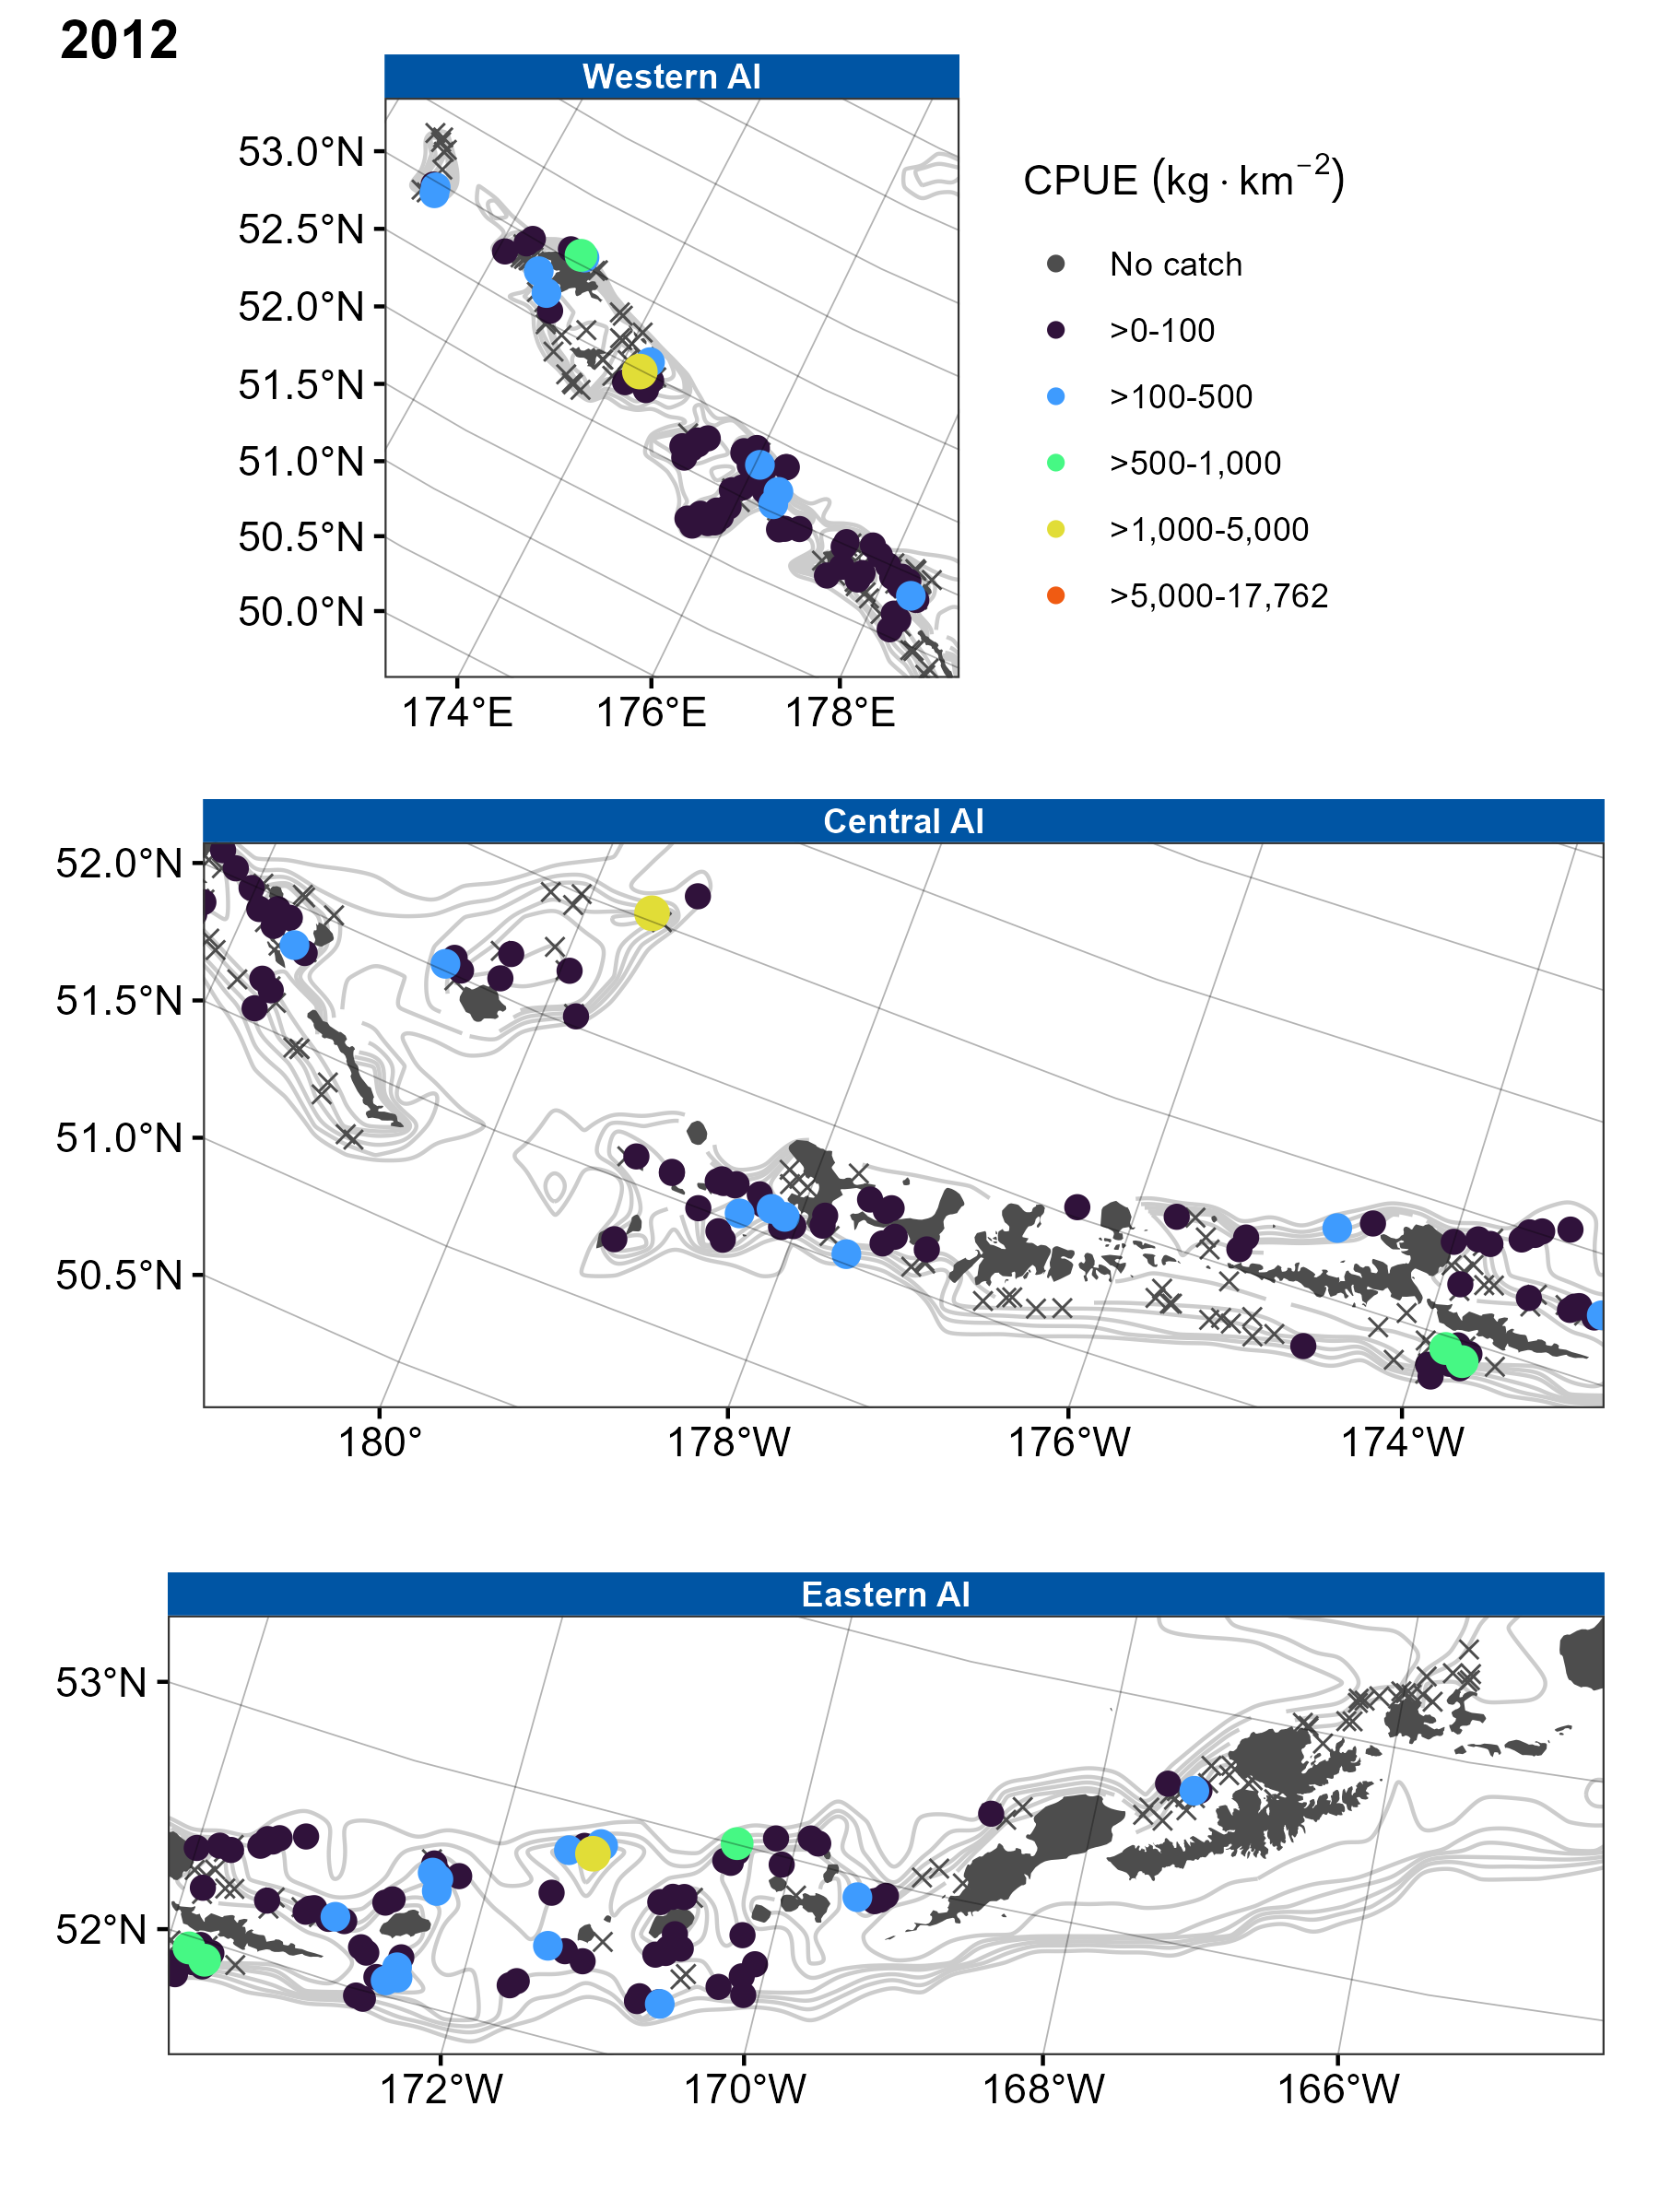 2012
Western AI
53.0°N
52.5°N
52.0°N
51.5°N
51.0°N
50.5°N
50.0°N
174°E 176°E 178°E
CPUE (kg · km⁻²)
No catch
>0-100
>100-500
>500-1,000
>1,000-5,000
>5,000-17,762
Central AI
52.0°N
51.5°N
51.0°N
50.5°N
180° 178°W 176°W 174°W
Eastern AI
53°N
52°N
172°W 170°W 168°W 166°W